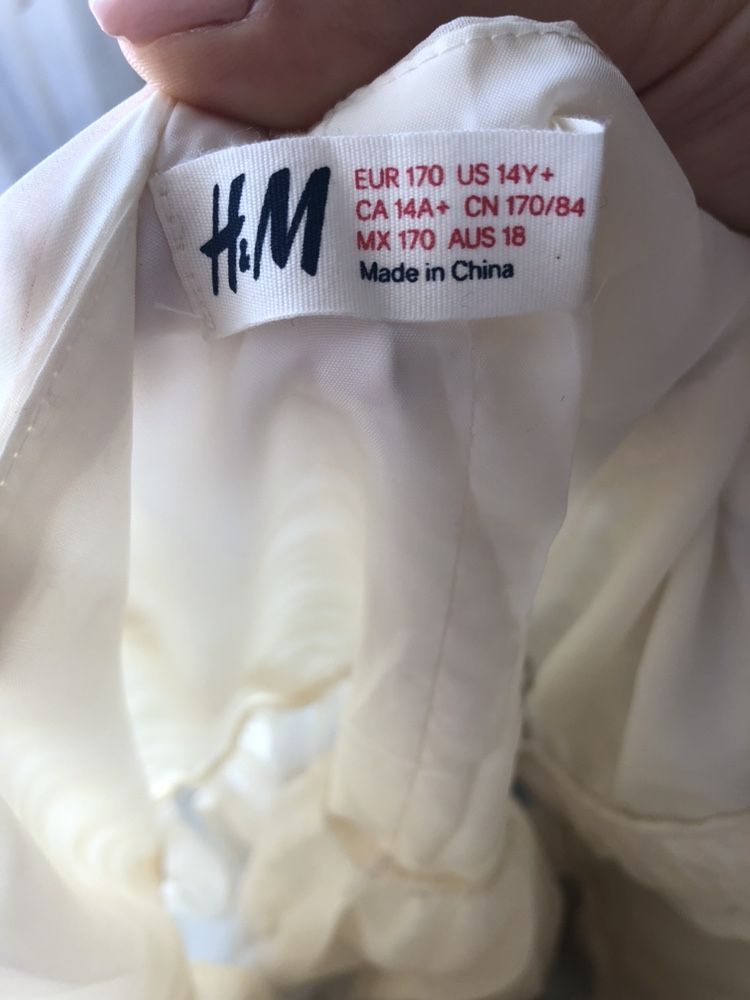 H&M
EUR 170 US 14Y+
CA 14A+ CN 170/84
MX 170 AUS 18
Made in China